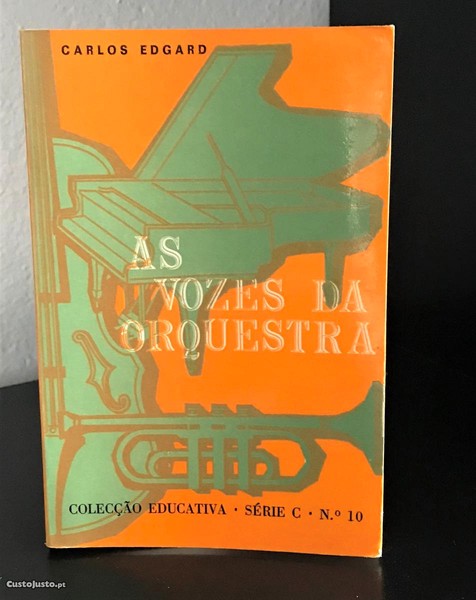 CARLOS EDGARD
AS
VOZES DA
ORQUESTRA
COLECÇÃO EDUCATIVA · SÉRIE C · N.º 10
CustoJusto.pt